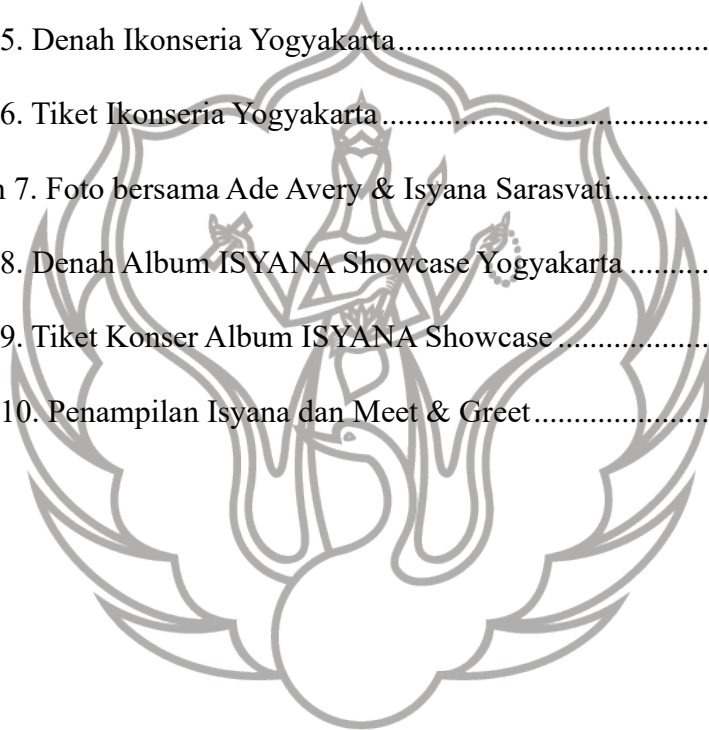 5. Denah Ikonseria Yogyakarta........................................
6. Tiket Ikonseria Yogyakarta..........................................
n 7. Foto bersama Ade Avery & Isyana Sarasvati............
8. Denah Album ISYANA Showcase Yogyakarta ..........
9. Tiket Konser Album ISYANA Showcase...................
10. Penampilan Isyana dan Meet & Greet......................